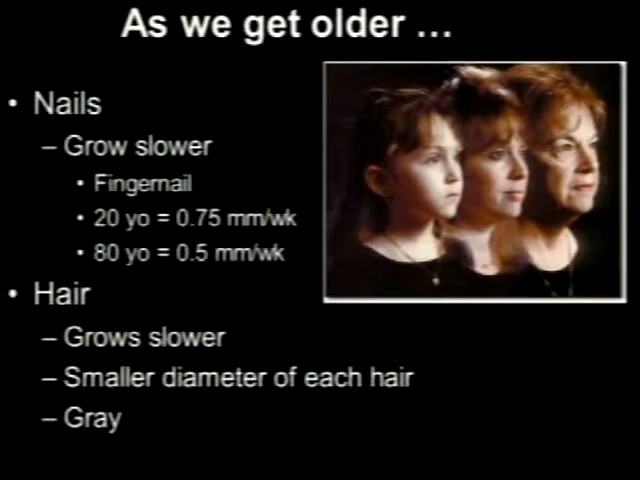 As we get older ...
• Nails
– Grow slower
• Fingernail
• 20 yo = 0.75 mm/wk
• 80 yo = 0.5 mm/wk
• Hair
– Grows slower
– Smaller diameter of each hair
– Gray